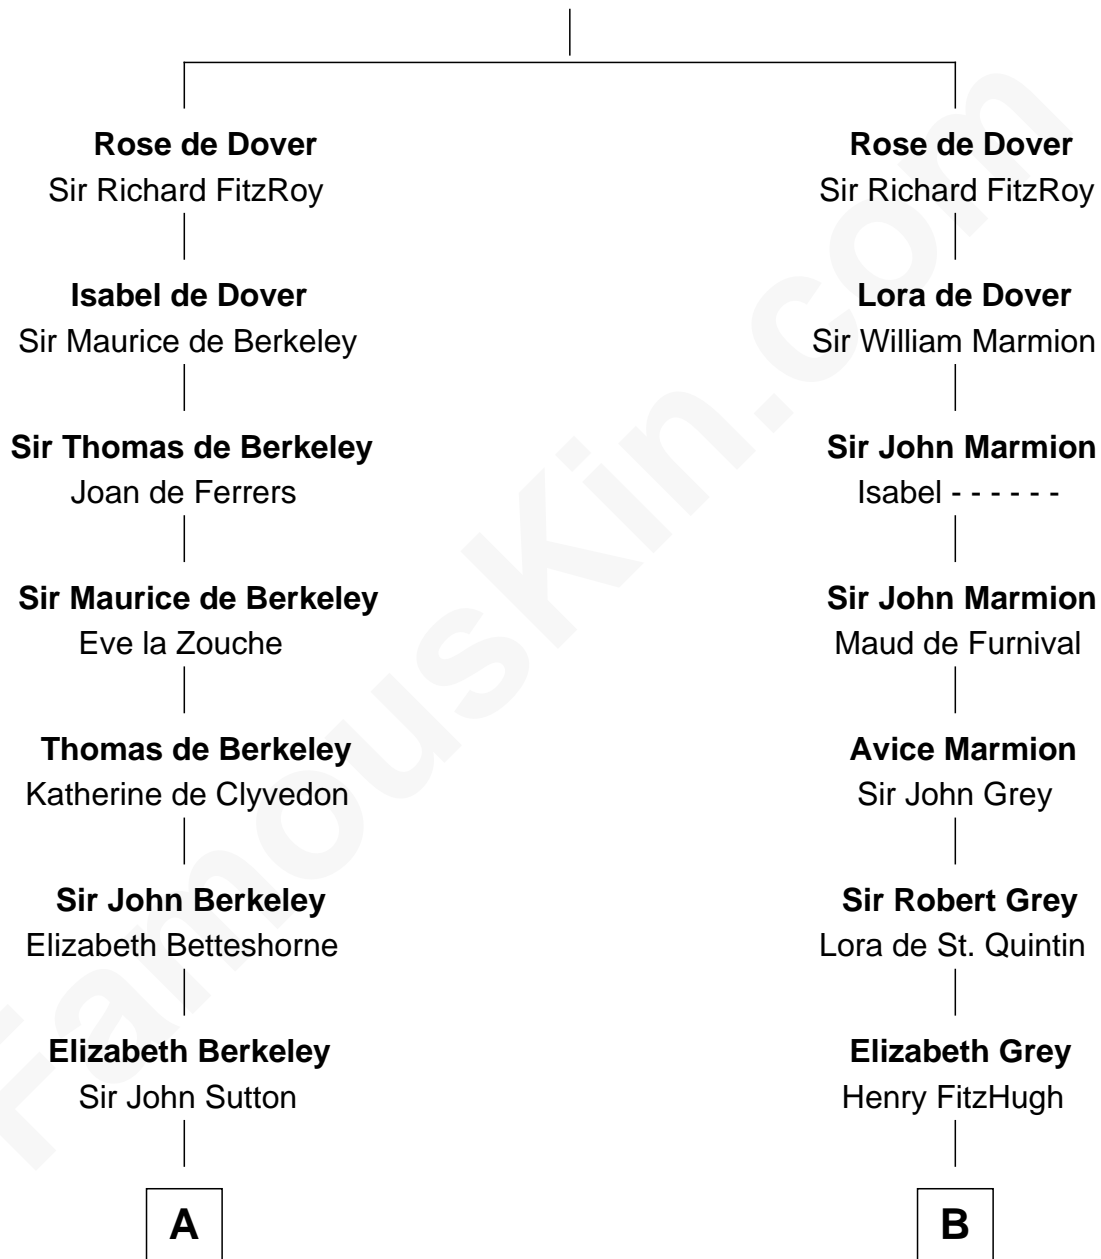 Rose de Dover
Sir Richard FitzRoy
Isabel de Dover
Sir Maurice de Berkeley
Sir Thomas de Berkeley
Joan de Ferrers
Sir Maurice de Berkeley
Eve la Zouche
Thomas de Berkeley
Katherine de Clyvedon
Sir John Berkeley
Elizabeth Betteshorne
Elizabeth Berkeley
Sir John Sutton
A
Rose de Dover
Sir Richard FitzRoy
Lora de Dover
Sir William Marmion
Sir John Marmion
Isabel - - - - - -
Sir John Marmion
Maud de Furnival
Avice Marmion
Sir John Grey
Sir Robert Grey
Lora de St. Quintin
Elizabeth Grey
Henry FitzHugh
B
FamousKin.com